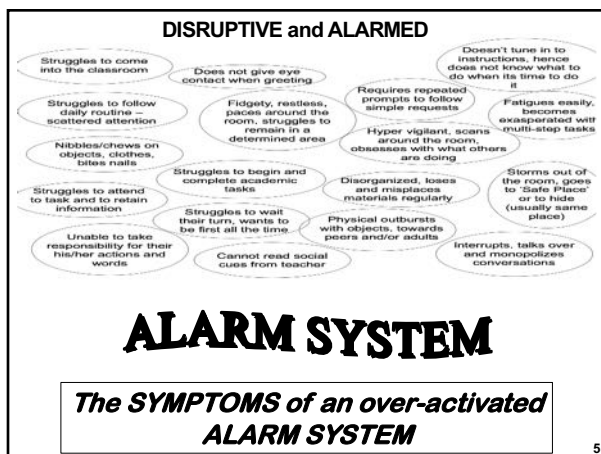 DISRUPTIVE and ALARMED
Struggles to come
into the classroom
Does not give eye
contact when greeting
Doesn't tune in to
instructions, hence
does not know what to
do when its time to do
it
Struggles to follow
daily routine –
scattered attention
Fidgety, restless,
paces around the
room, struggles to
remain in a
determined area
Requires repeated
prompts to follow
simple requests
Fatigues easily,
becomes
exasperated with
multi-step tasks
Nibbles/chews on
objects, clothes,
bites nails
Hyper vigilant, scans
around the room,
obsesses with what others
are doing
Struggles to begin and
complete academic
tasks
Disorganized, loses
and misplaces
materials regularly
Storms out of
the room, goes
to 'Safe Place'
or to hide
(usually same
place)
Struggles to attend
to task and to retain
information
Struggles to wait
their turn, wants to
be first all the time
Physical outbursts
with objects, towards
peers and/or adults
Unable to take
responsibility for their
his/her actions and
words
Cannot read social
cues from teacher
Interrupts, talks over
and monopolizes
conversations
ALARM SYSTEM
The SYMPTOMS of an over-activated
ALARM SYSTEM
5